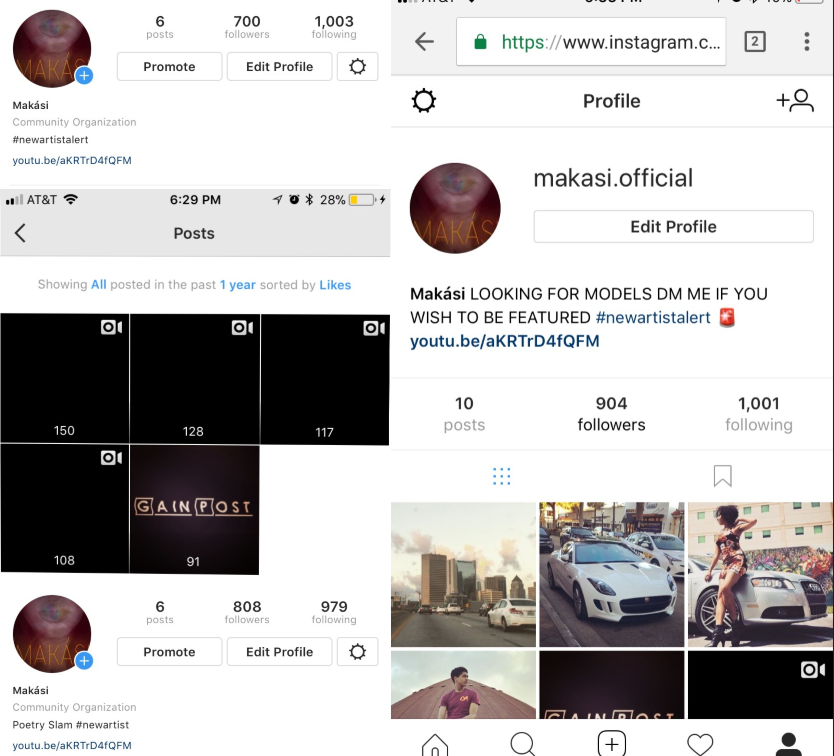 6 700 1,003
posts followers following
MAKÁS
Promote Edit Profile
Makási
Community Organization
#newartistalert
youtu.be/aKRTrD4fQFM
AT&T 6:29 PM 28%
Posts
Showing All posted in the past 1 year sorted by Likes
150 128 117
GAIN POST
108 91
6 808 979
posts followers following
MAKÁS
Promote Edit Profile
Makási
Community Organization
Poetry Slam #newartist
youtu.be/aKRTrD4fQFM
https://www.instagram.c... 2
Profile
makasi.official
MAKÁS
Edit Profile
Makási LOOKING FOR MODELS DM ME IF YOU
WISH TO BE FEATURED #newartistalert
youtu.be/aKRTrD4fQFM
10 904 1,001
posts followers following
GAIN POST